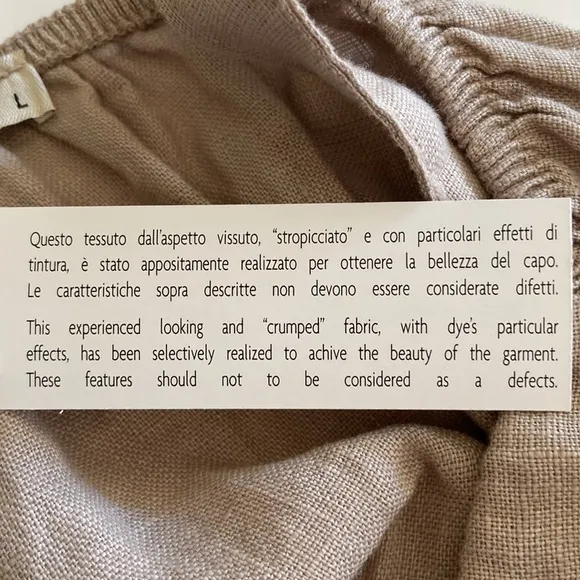 L
Questo tessuto dall'aspetto vissuto, "stropicciato" e con particolari effetti di
tintura, è stato appositamente realizzato per ottenere la bellezza del capo.
Le caratteristiche sopra descritte non devono essere considerate difetti.
This experienced looking and "crumped" fabric, with dye's particular
effects, has been selectively realized to achive the beauty of the garment.
These features should not to be considered as a defects.